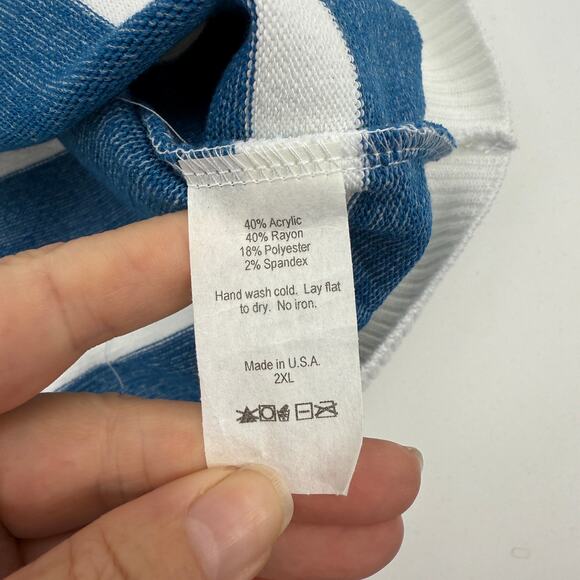 40% Acrylic
40% Rayon
18% Polyester
2% Spandex
Hand wash cold. Lay flat
to dry. No iron.
Made in U.S.A.
2XL